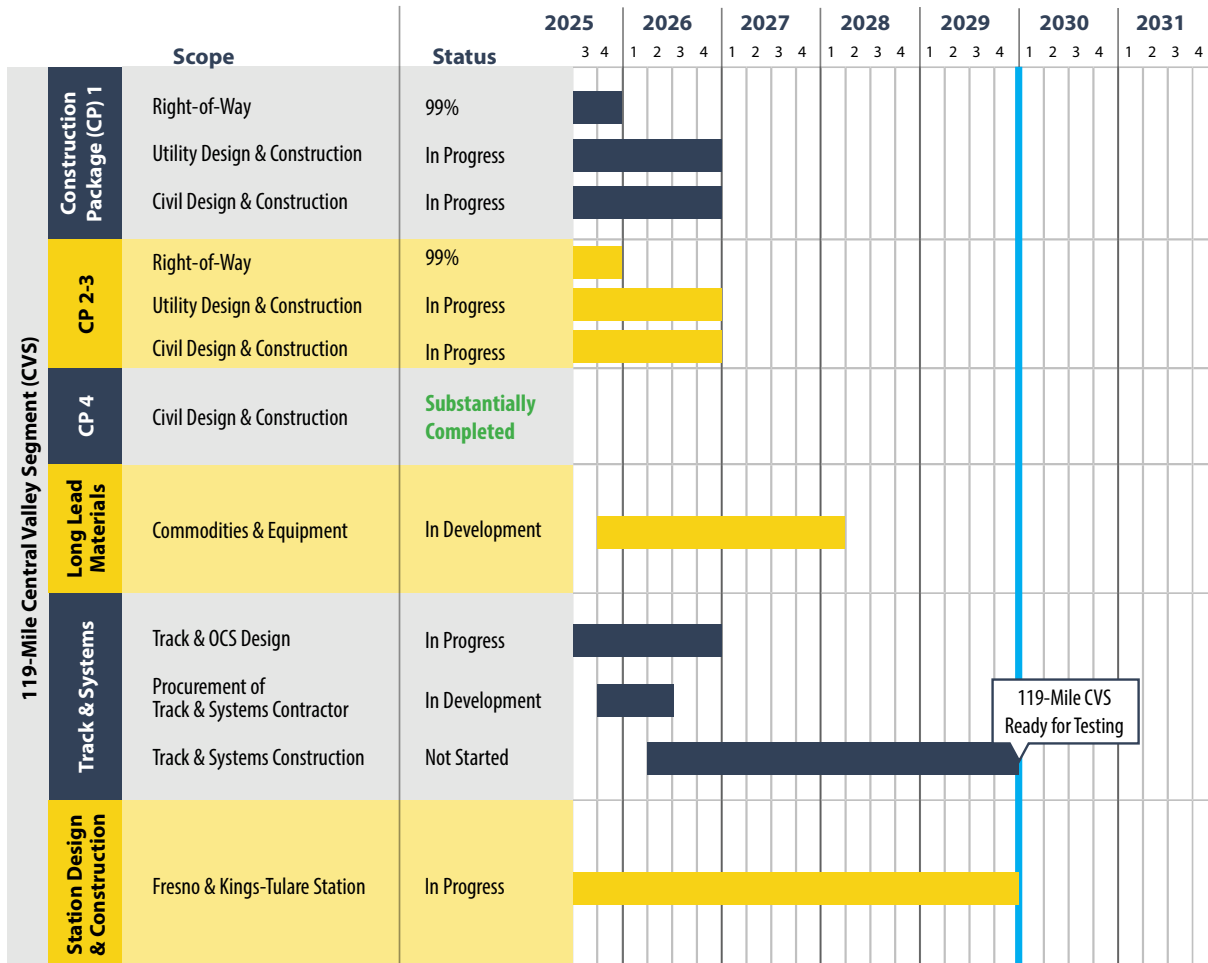 2025 2026 2027 2028 2029 2030 2031
Scope Status 3 4 1 2 3 4 1 2 3 4 1 2 3 4 1 2 3 4 1 2 3 4 1 2 3 4
119-Mile Central Valley Segment (CVS)
Construction
Package (CP) 1
Right-of-Way 99%
Utility Design & Construction In Progress
Civil Design & Construction In Progress
CP 2-3
Right-of-Way 99%
Utility Design & Construction In Progress
Civil Design & Construction In Progress
CP 4
Civil Design & Construction
Substantially
Completed
Long Lead
Materials
Commodities & Equipment In Development
Track & Systems
Track & OCS Design In Progress
Procurement of
Track & Systems Contractor
In Development
119-Mile CVS
Ready for Testing
Track & Systems Construction Not Started
Station Design
& Construction
Fresno & Kings-Tulare Station In Progress